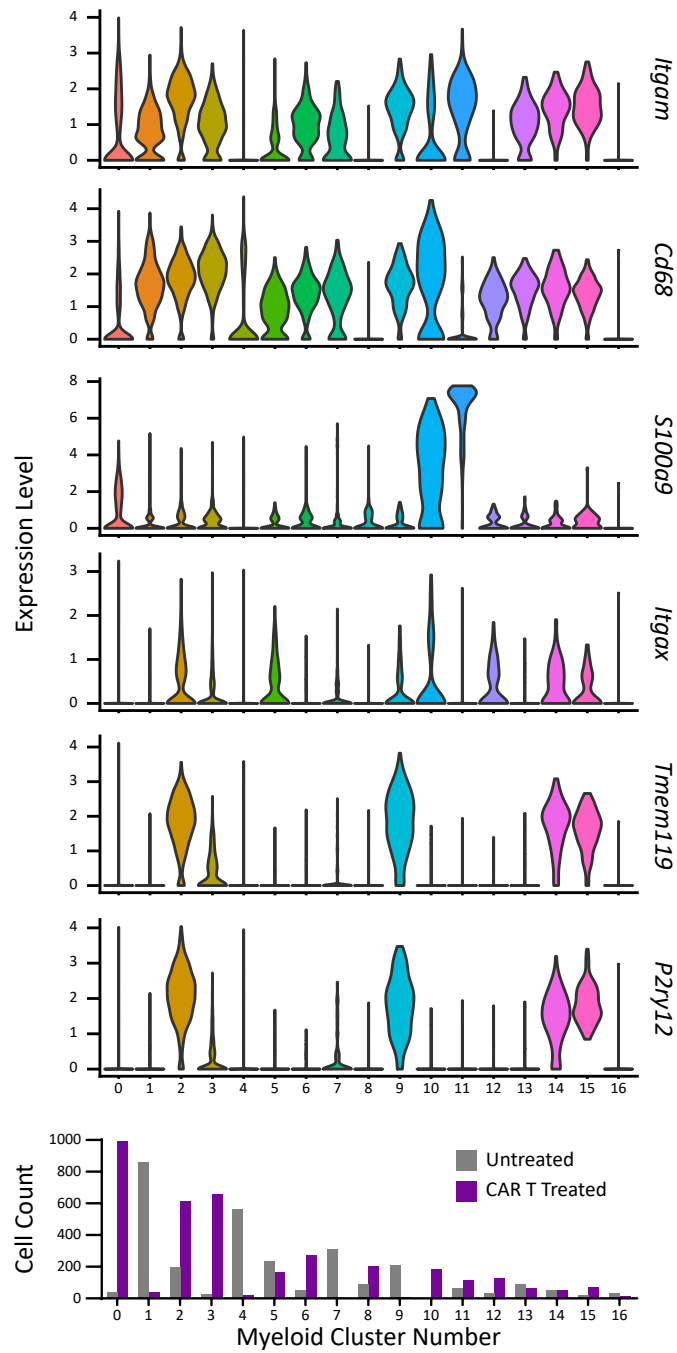 4
3
2
1
0
Itgam
4
3
2
1
0
Cd68
8
6
4
2
0
S100a9
Expression Level
3
2
1
0
Itgax
4
3
2
1
0
Tmem119
4
3
2
1
0
P2ry12
0 1 2 3 4 5 6 7 8 9 10 11 12 13 14 15 16
1000
800
600
400
200
0
Cell Count
Untreated
CAR T Treated
0 1 2 3 4 5 6 7 8 9 10 11 12 13 14 15 16
Myeloid Cluster Number